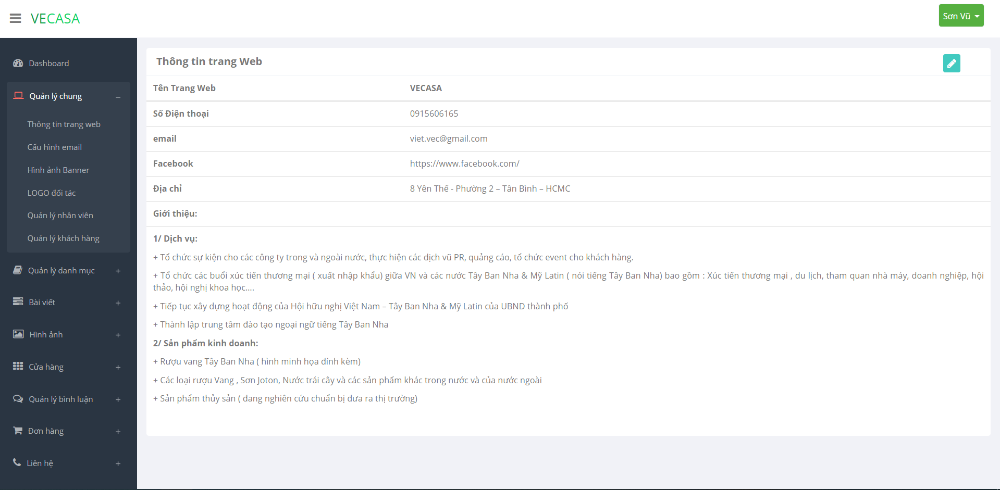 VECASA
Sơn Vũ
Dashboard
Quản lý chung
Thông tin trang web
Cấu hình email
Hình ảnh Banner
LOGO đối tác
Quản lý nhân viên
Quản lý khách hàng
Quản lý danh mục
Bài viết
Hình ảnh
Cửa hàng
Quản lý bình luận
Đơn hàng
Liên hệ
Thông tin trang Web
Tên Trang Web VECASA
Số Điện thoại 0915606165
email viet.vec@gmail.com
Facebook https://www.facebook.com/
Địa chỉ 8 Yên Thế - Phường 2 – Tân Bình – HCMC
Giới thiệu:
1/ Dịch vụ:
+ Tổ chức sự kiện cho các công ty trong và ngoài nước, thực hiện các dịch vũ PR, quảng cáo, tổ chức event cho khách hàng.
+ Tổ chức các buổi xúc tiến thương mại ( xuất nhập khẩu) giữa VN và các nước Tây Ban Nha & Mỹ Latin ( nói tiếng Tây Ban Nha) bao gồm : Xúc tiến thương mại , du lịch, tham quan nhà máy, doanh nghiệp, hội
thảo, hội nghị khoa học....
+ Tiếp tục xây dựng hoạt động của Hội hữu nghị Việt Nam – Tây Ban Nha & Mỹ Latin của UBND thành phố
+ Thành lập trung tâm đào tạo ngoại ngữ tiếng Tây Ban Nha
2/ Sản phẩm kinh doanh:
+ Rượu vang Tây Ban Nha ( hình minh họa đính kèm)
+ Các loại rượu Vang , Sơn Joton, Nước trái cây và các sản phẩm khác trong nước và của nước ngoài
+ Sản phẩm thủy sản ( đang nghiên cứu chuẩn bị đưa ra thị trường)